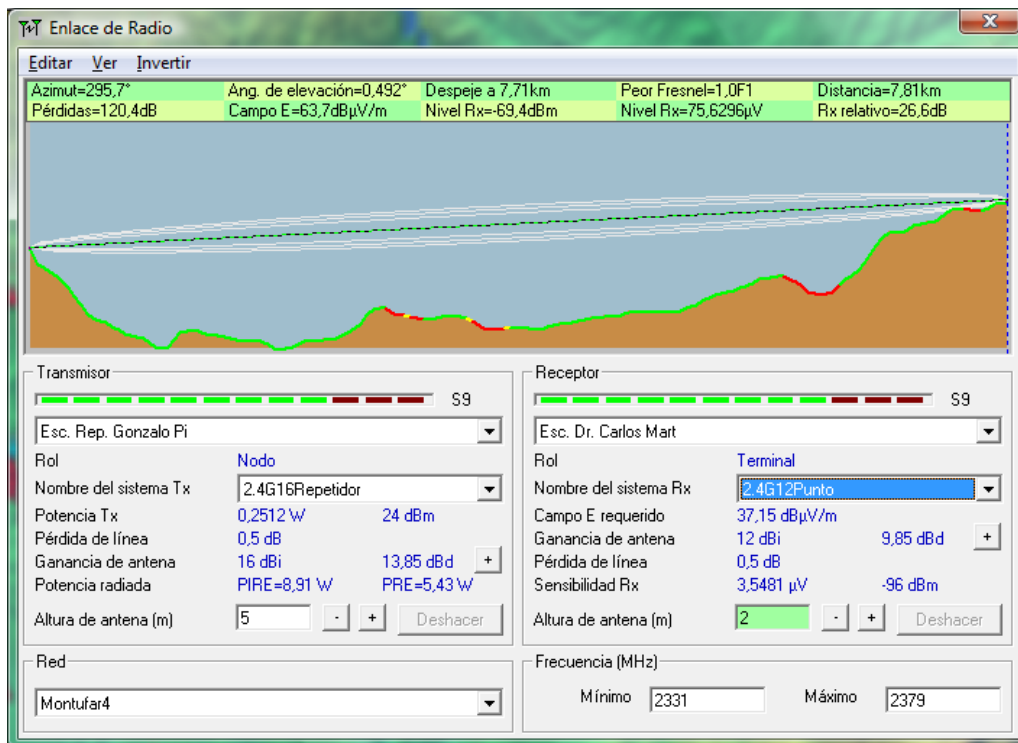 Enlace de Radio
Editar Ver Invertir
Azimut=295,7° Ang. de elevación=0,492° Despeje a 7,71km Peor Fresnel=1,0F1 Distancia=7,81km
Pérdidas=120,4dB Campo E=63,7dBµV/m Nivel Rx=-69,4dBm Nivel Rx=75,6296µV Rx relativo=26,6dB
Transmisor
S9
Esc. Rep. Gonzalo Pi
Rol Nodo
Nombre del sistema Tx 2.4G16Repetidor
Potencia Tx 0,2512 W 24 dBm
Pérdida de línea 0,5 dB
Ganancia de antena 16 dBi 13,85 dBd +
Potencia radiada PIRE=8,91 W PRE=5,43 W
Altura de antena (m) 5 - + Deshacer
Red
Montufar4
Receptor
S9
Esc. Dr. Carlos Mart
Rol Terminal
Nombre del sistema Rx 2.4G12Punto
Campo E requerido 37,15 dBµV/m
Ganancia de antena 12 dBi 9,85 dBd +
Pérdida de línea 0,5 dB
Sensibilidad Rx 3,5481 µV -96 dBm
Altura de antena (m) 2 - + Deshacer
Frecuencia (MHz)
Mínimo 2331 Máximo 2379